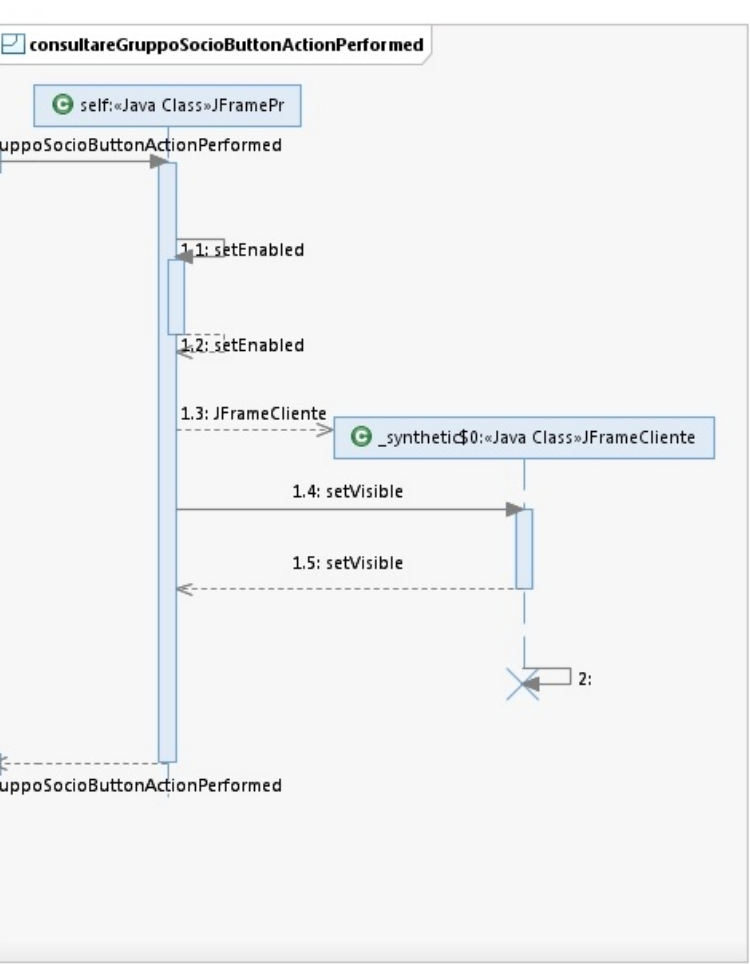 consultareGruppoSocioButtonActionPerformed
self:«Java Class»JFramePr
uppoSocioButtonActionPerformed
1.1: setEnabled
1.2: setEnabled
1.3: JFrameCliente
_synthetic$0:«Java Class»JFrameCliente
1.4: setVisible
1.5: setVisible
2:
uppoSocioButtonActionPerformed